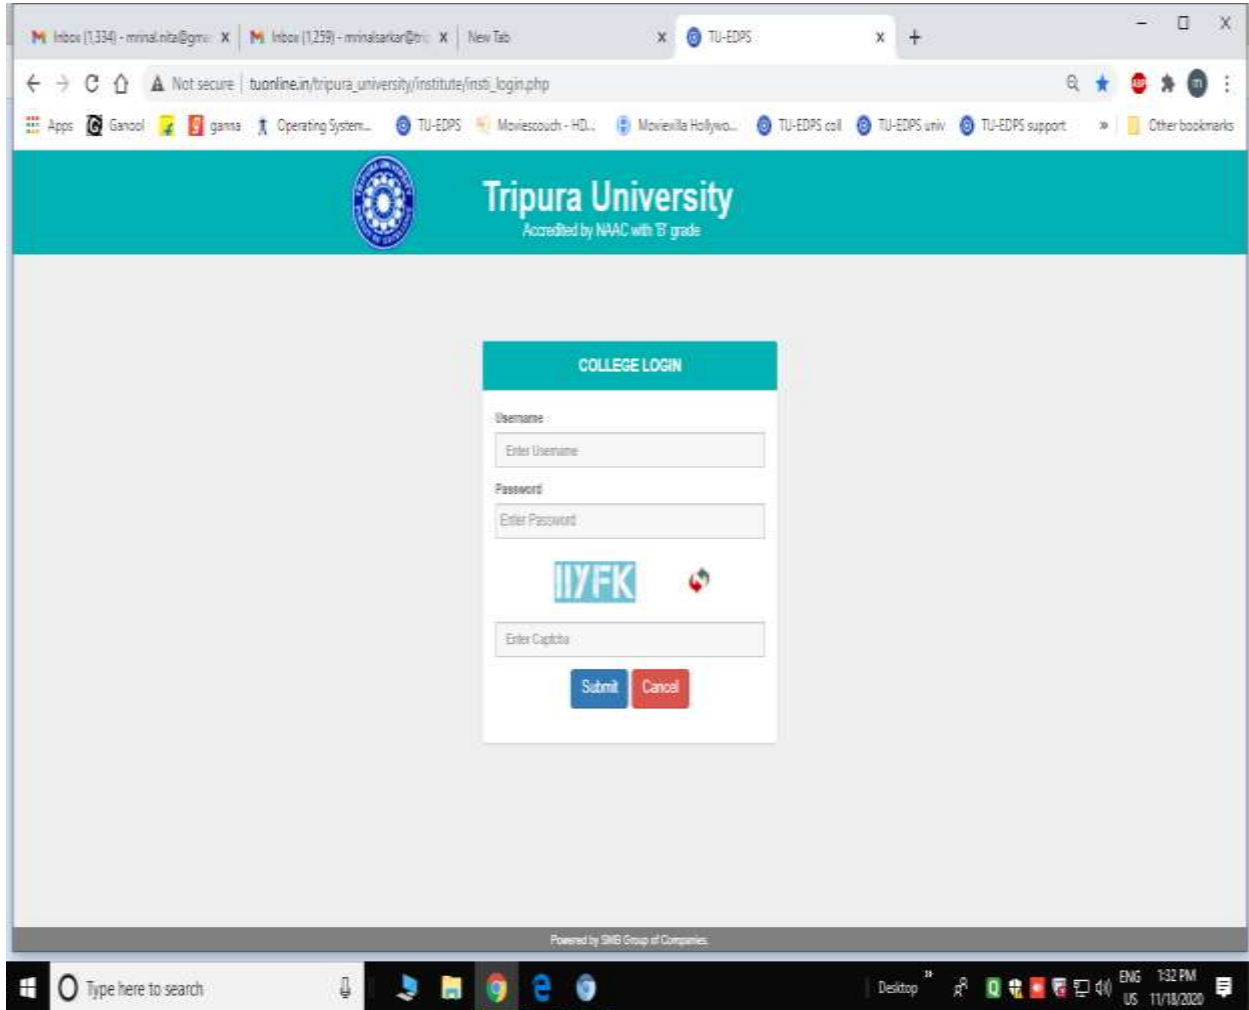 Inbox (1,334) - mrinal.nita@gma X
Inbox (1,259) - mrinalsarkar@tri X
New Tab X
TU-EDPS X +
Not secure | tuonline.in/tripura_university/institute/insti_login.php
Apps Ganool ganna Operating System... TU-EDPS Moviescouch - HD... Moviezilla Hollywo... TU-EDPS coll TU-EDPS univ TU-EDPS support » Other bookmarks
Tripura University
Accredited by NAAC with 'B' grade
COLLEGE LOGIN
Username
Enter Username
Password
Enter Password
IIYFK
Enter Captcha
Submit Cancel
Powered by SMB Group of Companies.
Type here to search
Desktop »
ENG 1:32 PM
US 11/18/2020